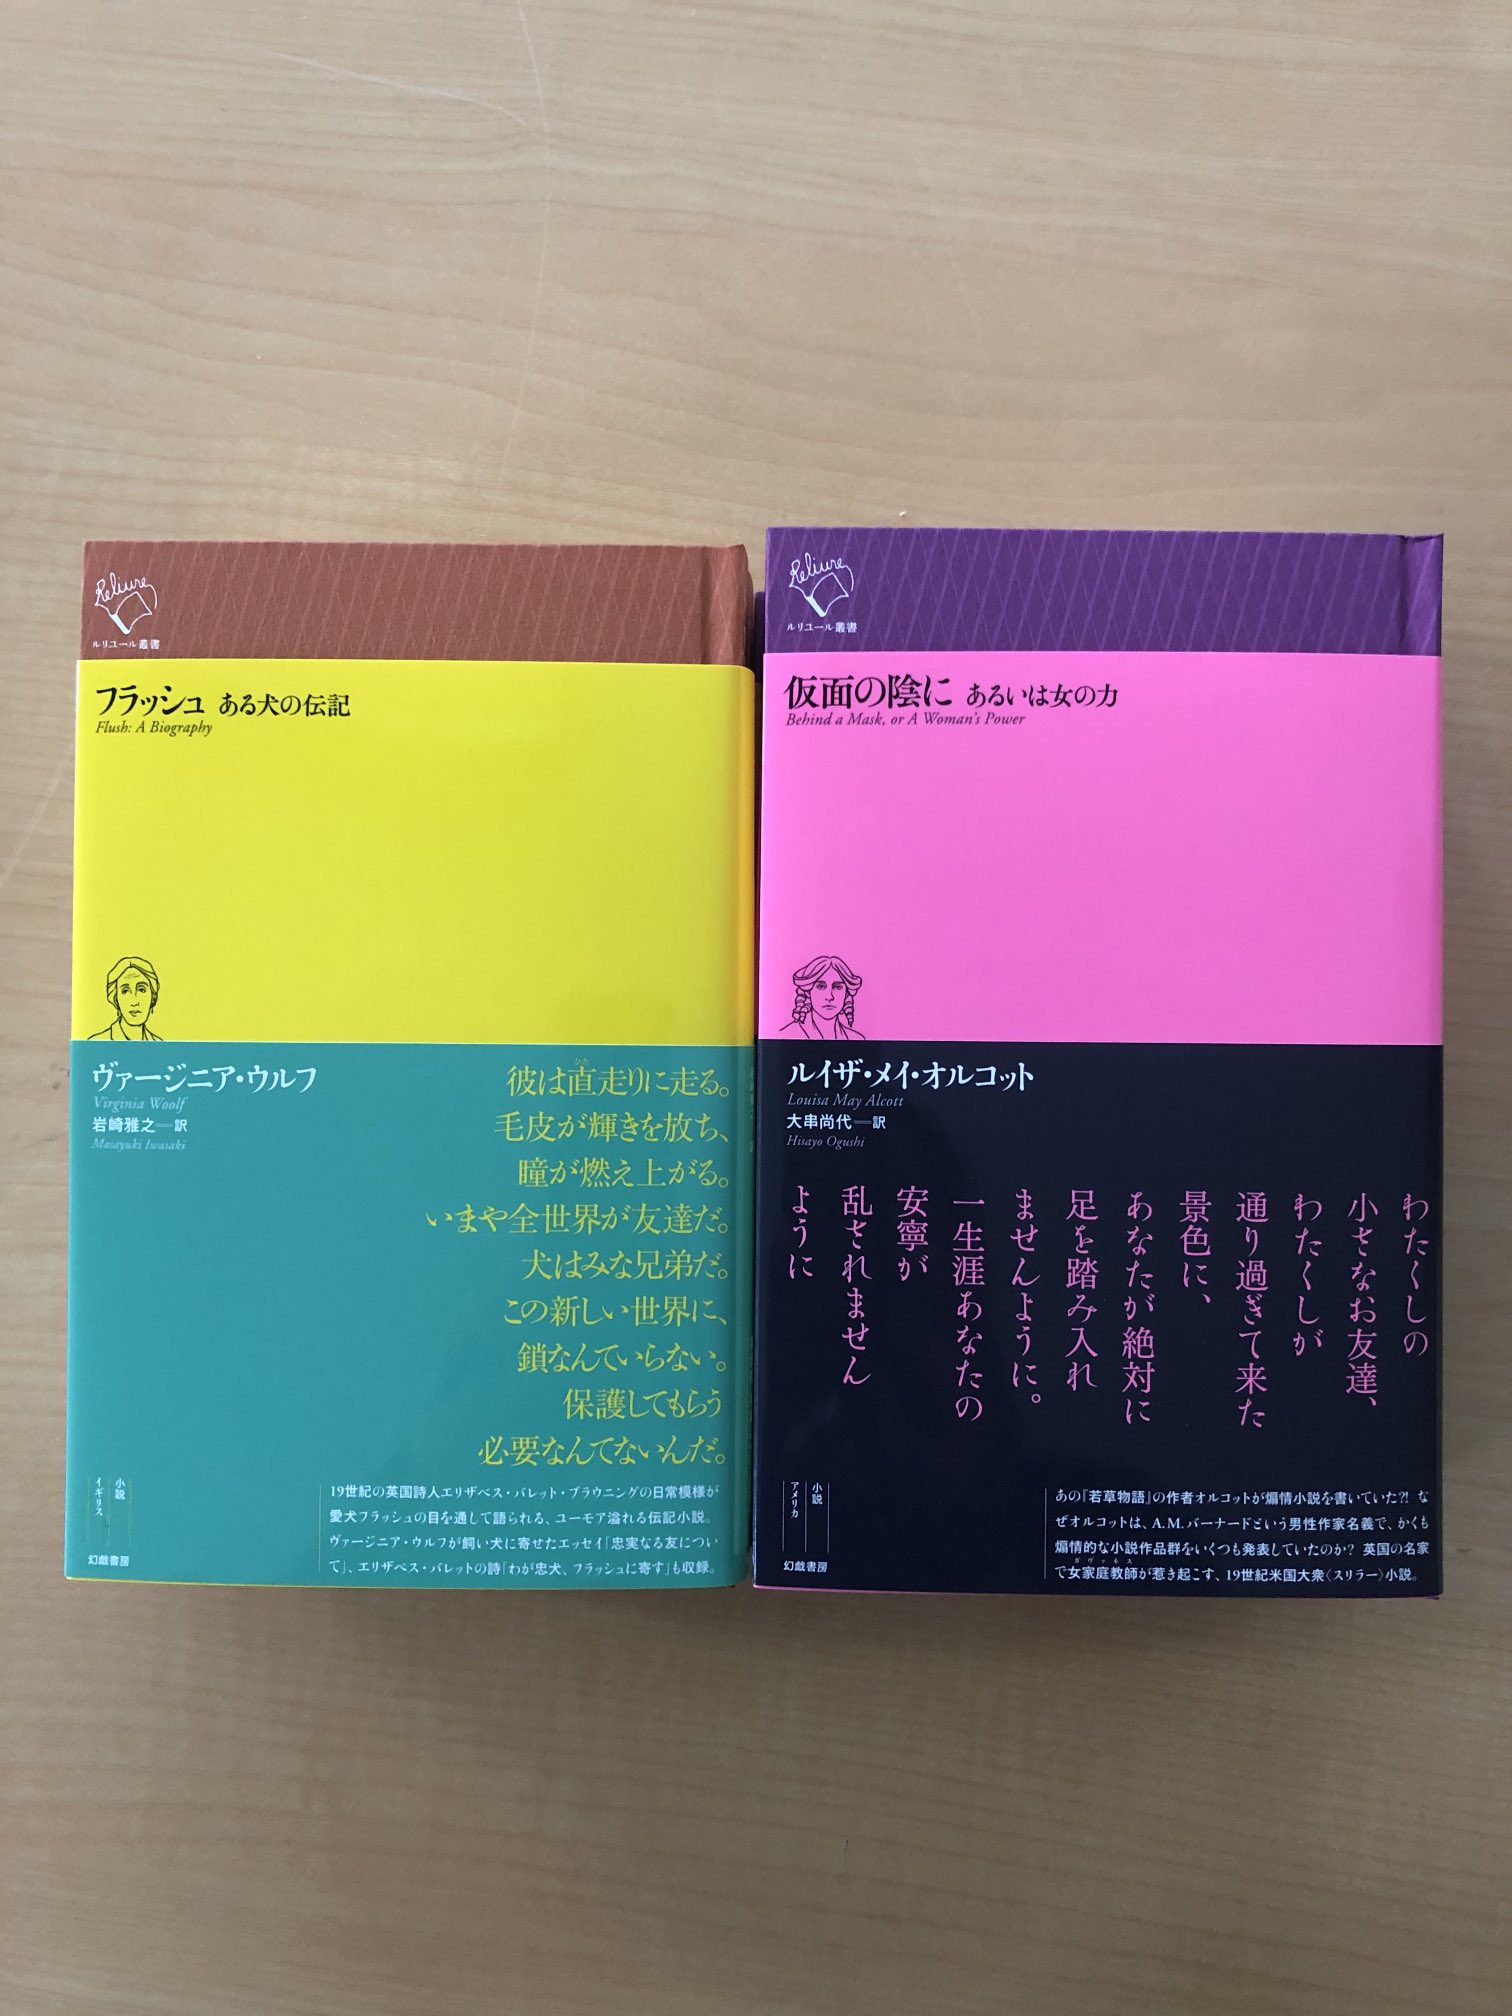 Reliure
ルリユール叢書
フラッシュ ある犬の伝記
Flush: A Biography
ヴァージニア・ウルフ
Virginia Woolf
岩崎雅之―訳
Masayuki Iwasaki
ひた
彼は直走りに走る。
毛皮が輝きを放ち、
瞳が燃え上がる。
いまや全世界が友達だ。
犬はみな兄弟だ。
この新しい世界に、
鎖なんていらない。
保護してもらう
必要なんてないんだ。
小説
イギリス
幻戯書房
19世紀の英国詩人エリザベス・バレット・ブラウニングの日常模様が
愛犬フラッシュの目を通して語られる、ユーモア溢れる伝記小説。
ヴァージニア・ウルフが飼い犬に寄せたエッセイ「忠実なる友につい
て」、エリザベス・バレットの詩「わが忠犬、フラッシュに寄す」も収録。
Reliure
ルリユール叢書
仮面の陰に あるいは女の力
Behind a Mask, or A Woman's Power
ルイザ・メイ・オルコット
Louisa May Alcott
大串尚代―訳
Hisayo Ogushi
わたくしの
小さなお友達、
わたくしが
通り過ぎて来た
景色に、
あなたが絶対に
足を踏み入れ
ませんように。
一生涯あなたの
安寧が
乱されません
ように
小説
アメリカ
幻戯書房
あの『若草物語』の作者オルコットが煽情小説を書いていた?! な
ぜオルコットは、A.M.バーナードという男性作家名義で、かくも
煽情的な小説作品群をいくつも発表していたのか? 英国の名家
ガヴァネス
で女家庭教師が惹き起こす、19世紀米国大衆〈スリラー〉小説。